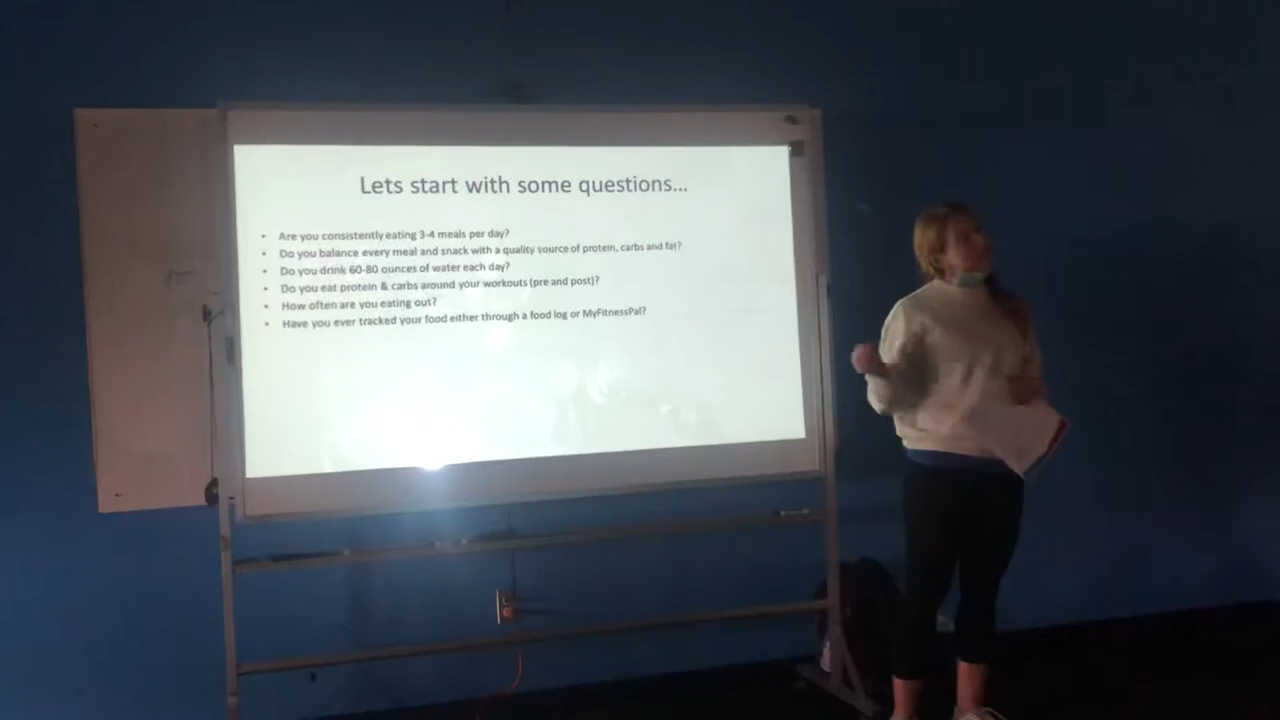 Lets start with some questions...
• Are you consistently eating 3-4 meals per day?
• Do you balance every meal and snack with a quality source of protein, carbs and fat?
• Do you drink 60-80 ounces of water each day?
• Do you eat protein & carbs around your workouts (pre and post)?
• How often are you eating out?
• Have you ever tracked your food either through a food log or MyFitnessPal?